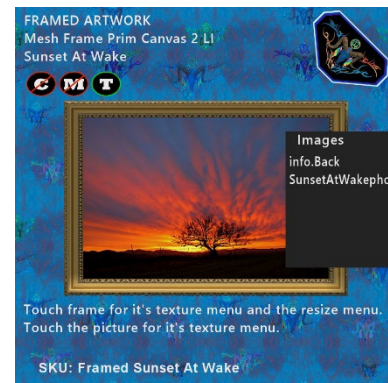 FRAMED ARTWORK
Mesh Frame Prim Canvas 2 LI
Sunset At Wake
C M T
Images
info.Back
SunsetAtWakepho
Touch frame for it's texture menu and the resize menu.
Touch the picture for it's texture menu.
SKU: Framed Sunset At Wake